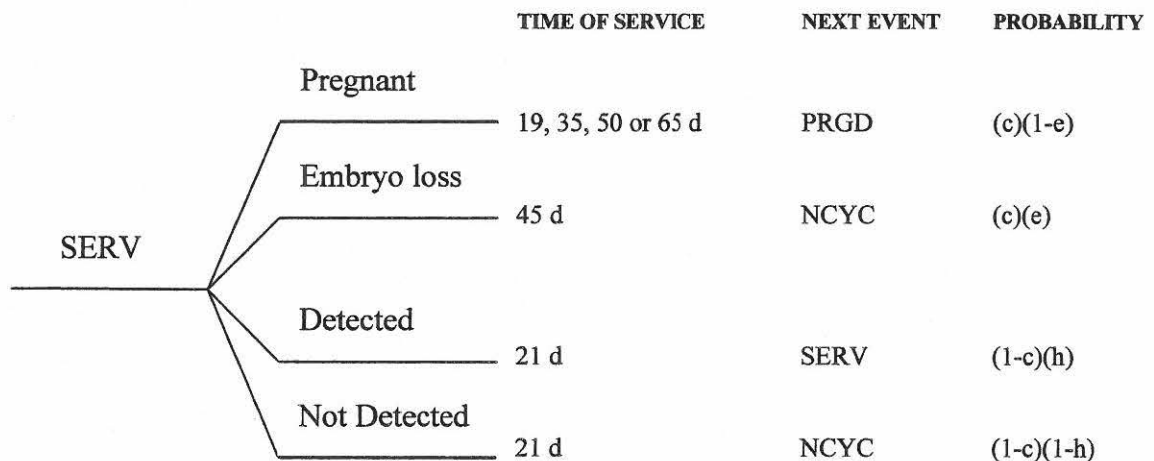 TIME OF SERVICE NEXT EVENT PROBABILITY
Pregnant
19, 35, 50 or 65 d PRGD (c)(1-e)
Embryo loss
45 d NCYC (c)(e)
SERV
Detected
21 d SERV (1-c)(h)
Not Detected
21 d NCYC (1-c)(1-h)